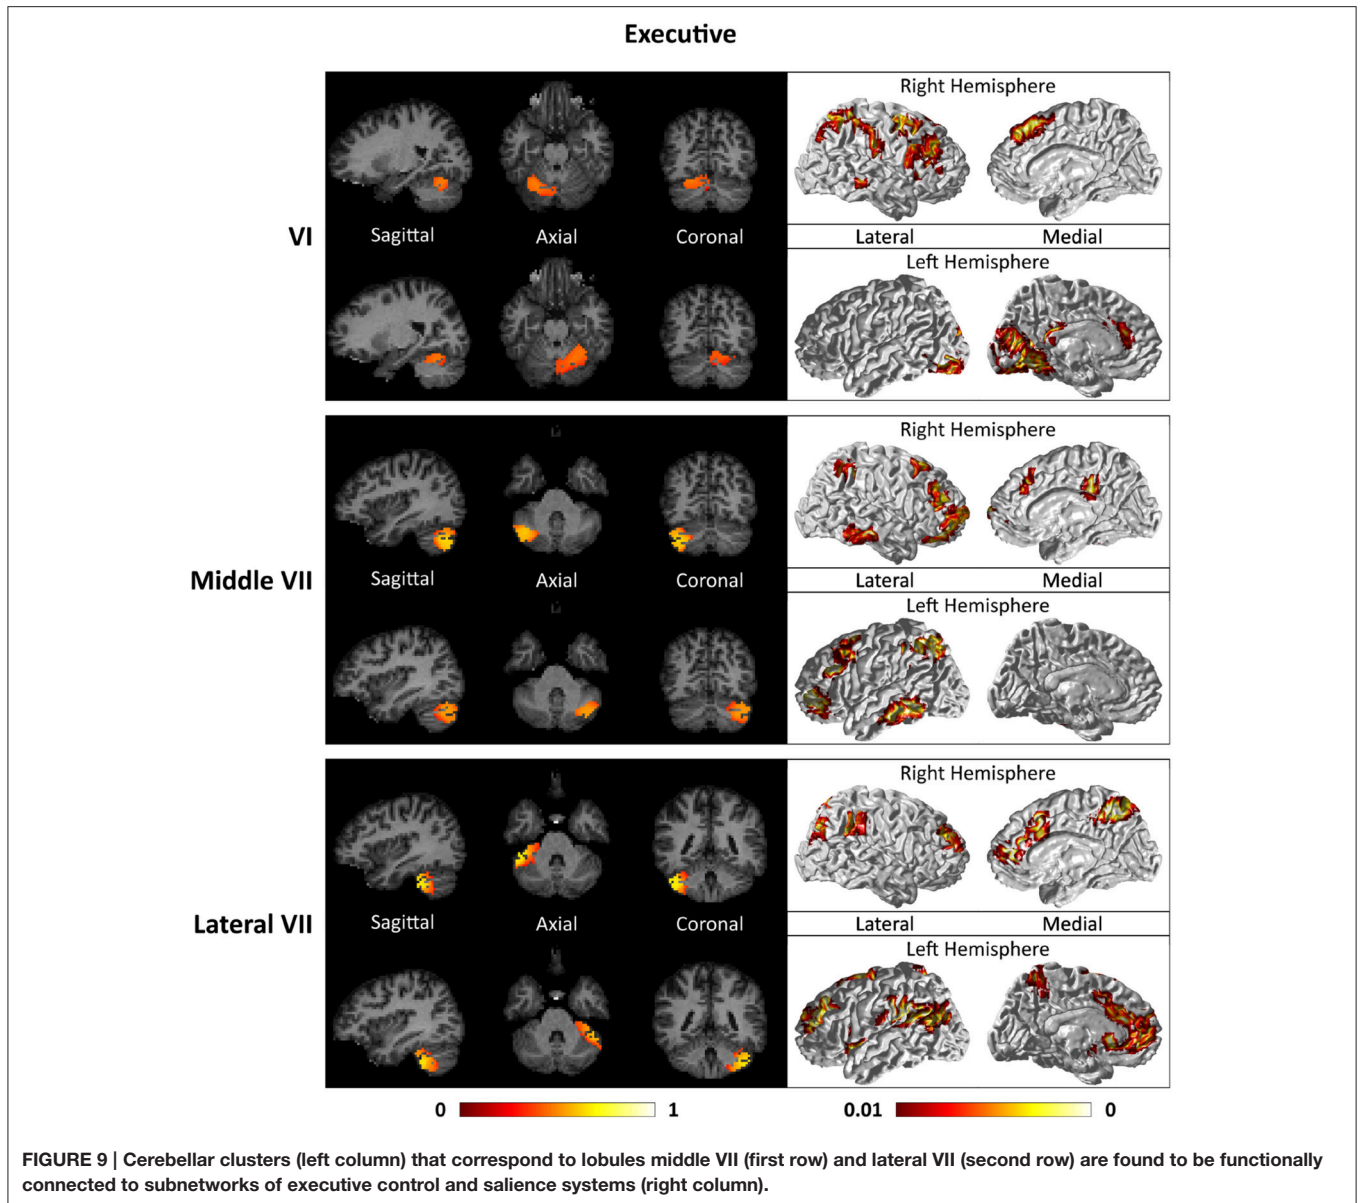 Executive
VI
Sagittal
Axial
Coronal
Right Hemisphere
Lateral
Medial
Left Hemisphere
Middle VII
Sagittal
Axial
Coronal
Right Hemisphere
Lateral
Medial
Left Hemisphere
Lateral VII
Sagittal
Axial
Coronal
Right Hemisphere
Lateral
Medial
Left Hemisphere
0
1
0.01
0
FIGURE 9 | Cerebellar clusters (left column) that correspond to lobules middle VII (first row) and lateral VII (second row) are found to be functionally
connected to subnetworks of executive control and salience systems (right column).